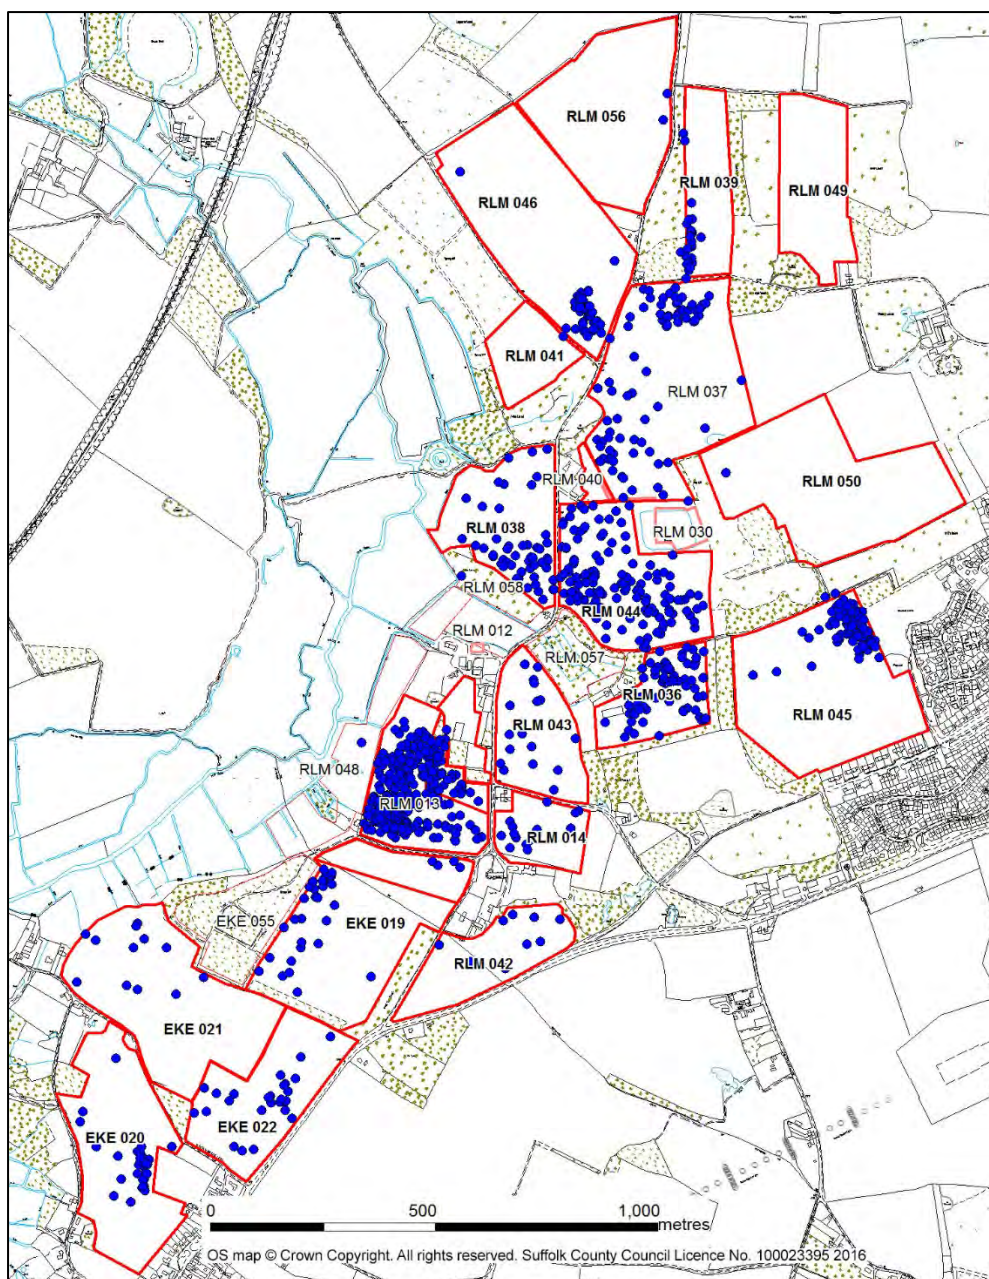 RLM 056
RLM 039
RLM 049
RLM 046
RLM 041
RLM 037
RLM 040
RLM 050
RLM 038
RLM 030
RLM 058
RLM 044
RLM 012
RLM 057
RLM 036
RLM 043
RLM 045
RLM 048
RLM 013
RLM 014
EKE 055
EKE 019
RLM 042
EKE 021
EKE 020
EKE 022
0 500 1,000
metres
OS map © Crown Copyright. All rights reserved. Suffolk County Council Licence No. 100023395 2016